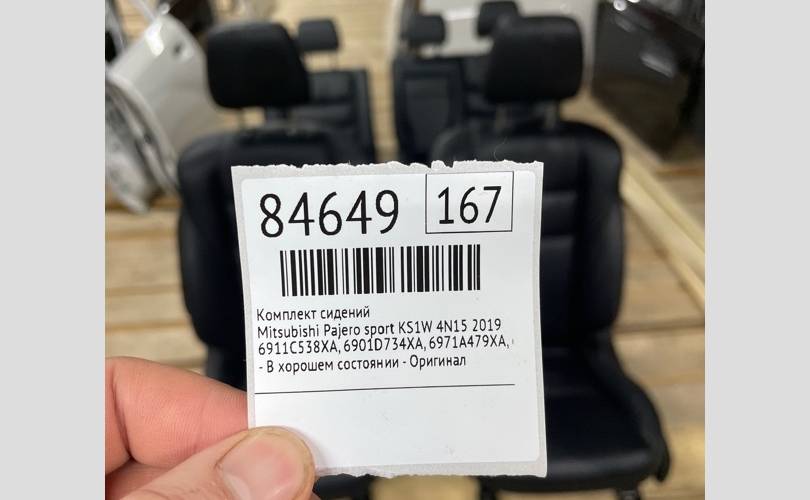 84649 167
Комплект сидений
Mitsubishi Pajero sport KS1W 4N15 2019
6911C538XA, 6901D734XA, 6971A479XA,
- В хорошем состоянии - Оригинал